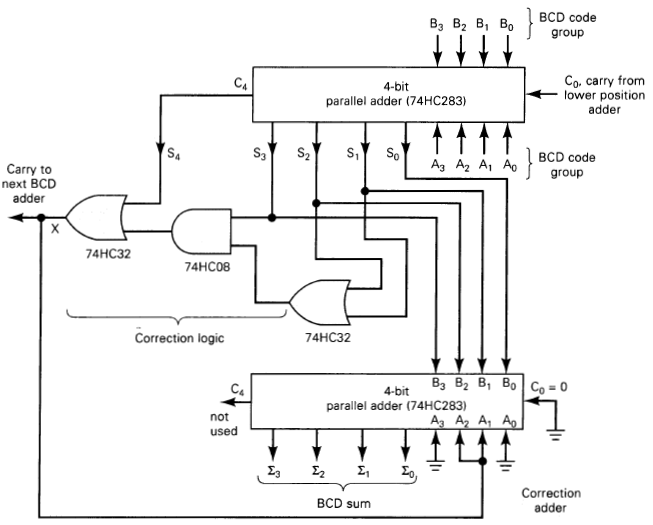 B3 B2 B1 B0
BCD code
group
C4
4-bit
parallel adder (74HC283)
C0, carry from
lower position
adder
S4
S3
S2
S1
S0
A3 A2 A1 A0
BCD code
group
Carry to
next BCD
adder
X
74HC32
74HC08
74HC32
Correction logic
C4
not
used
4-bit
parallel adder (74HC283)
B3 B2 B1 B0
A3 A2 A1 A0
C0 = 0
Σ3 Σ2 Σ1 Σ0
BCD sum
Correction
adder